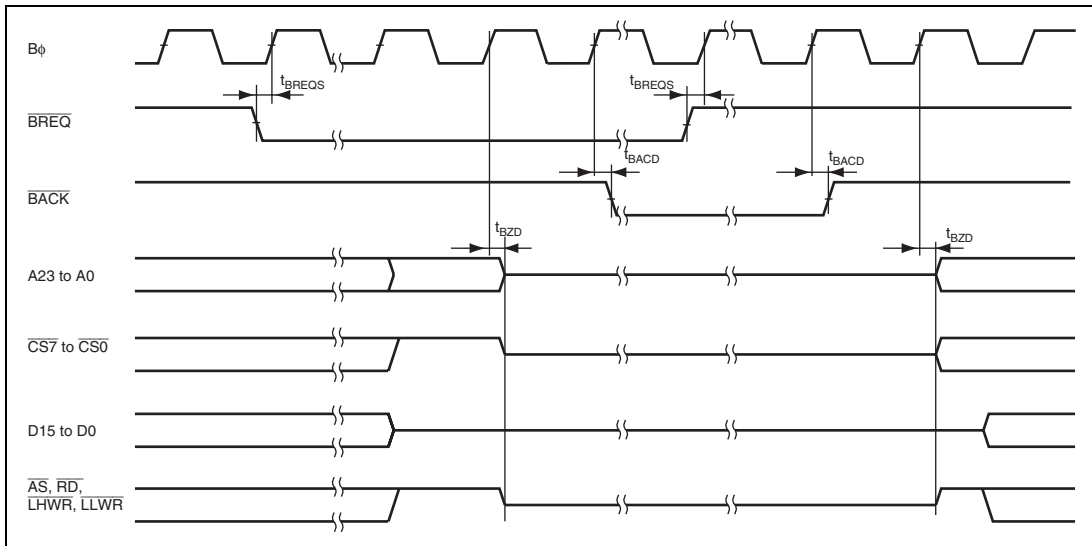 Bφ
tBREQS
tBREQS
BREQ
tBACD
tBACD
BACK
tBZD
tBZD
A23 to A0
CS7 to CS0
D15 to D0
AS, RD,
LHWR, LLWR